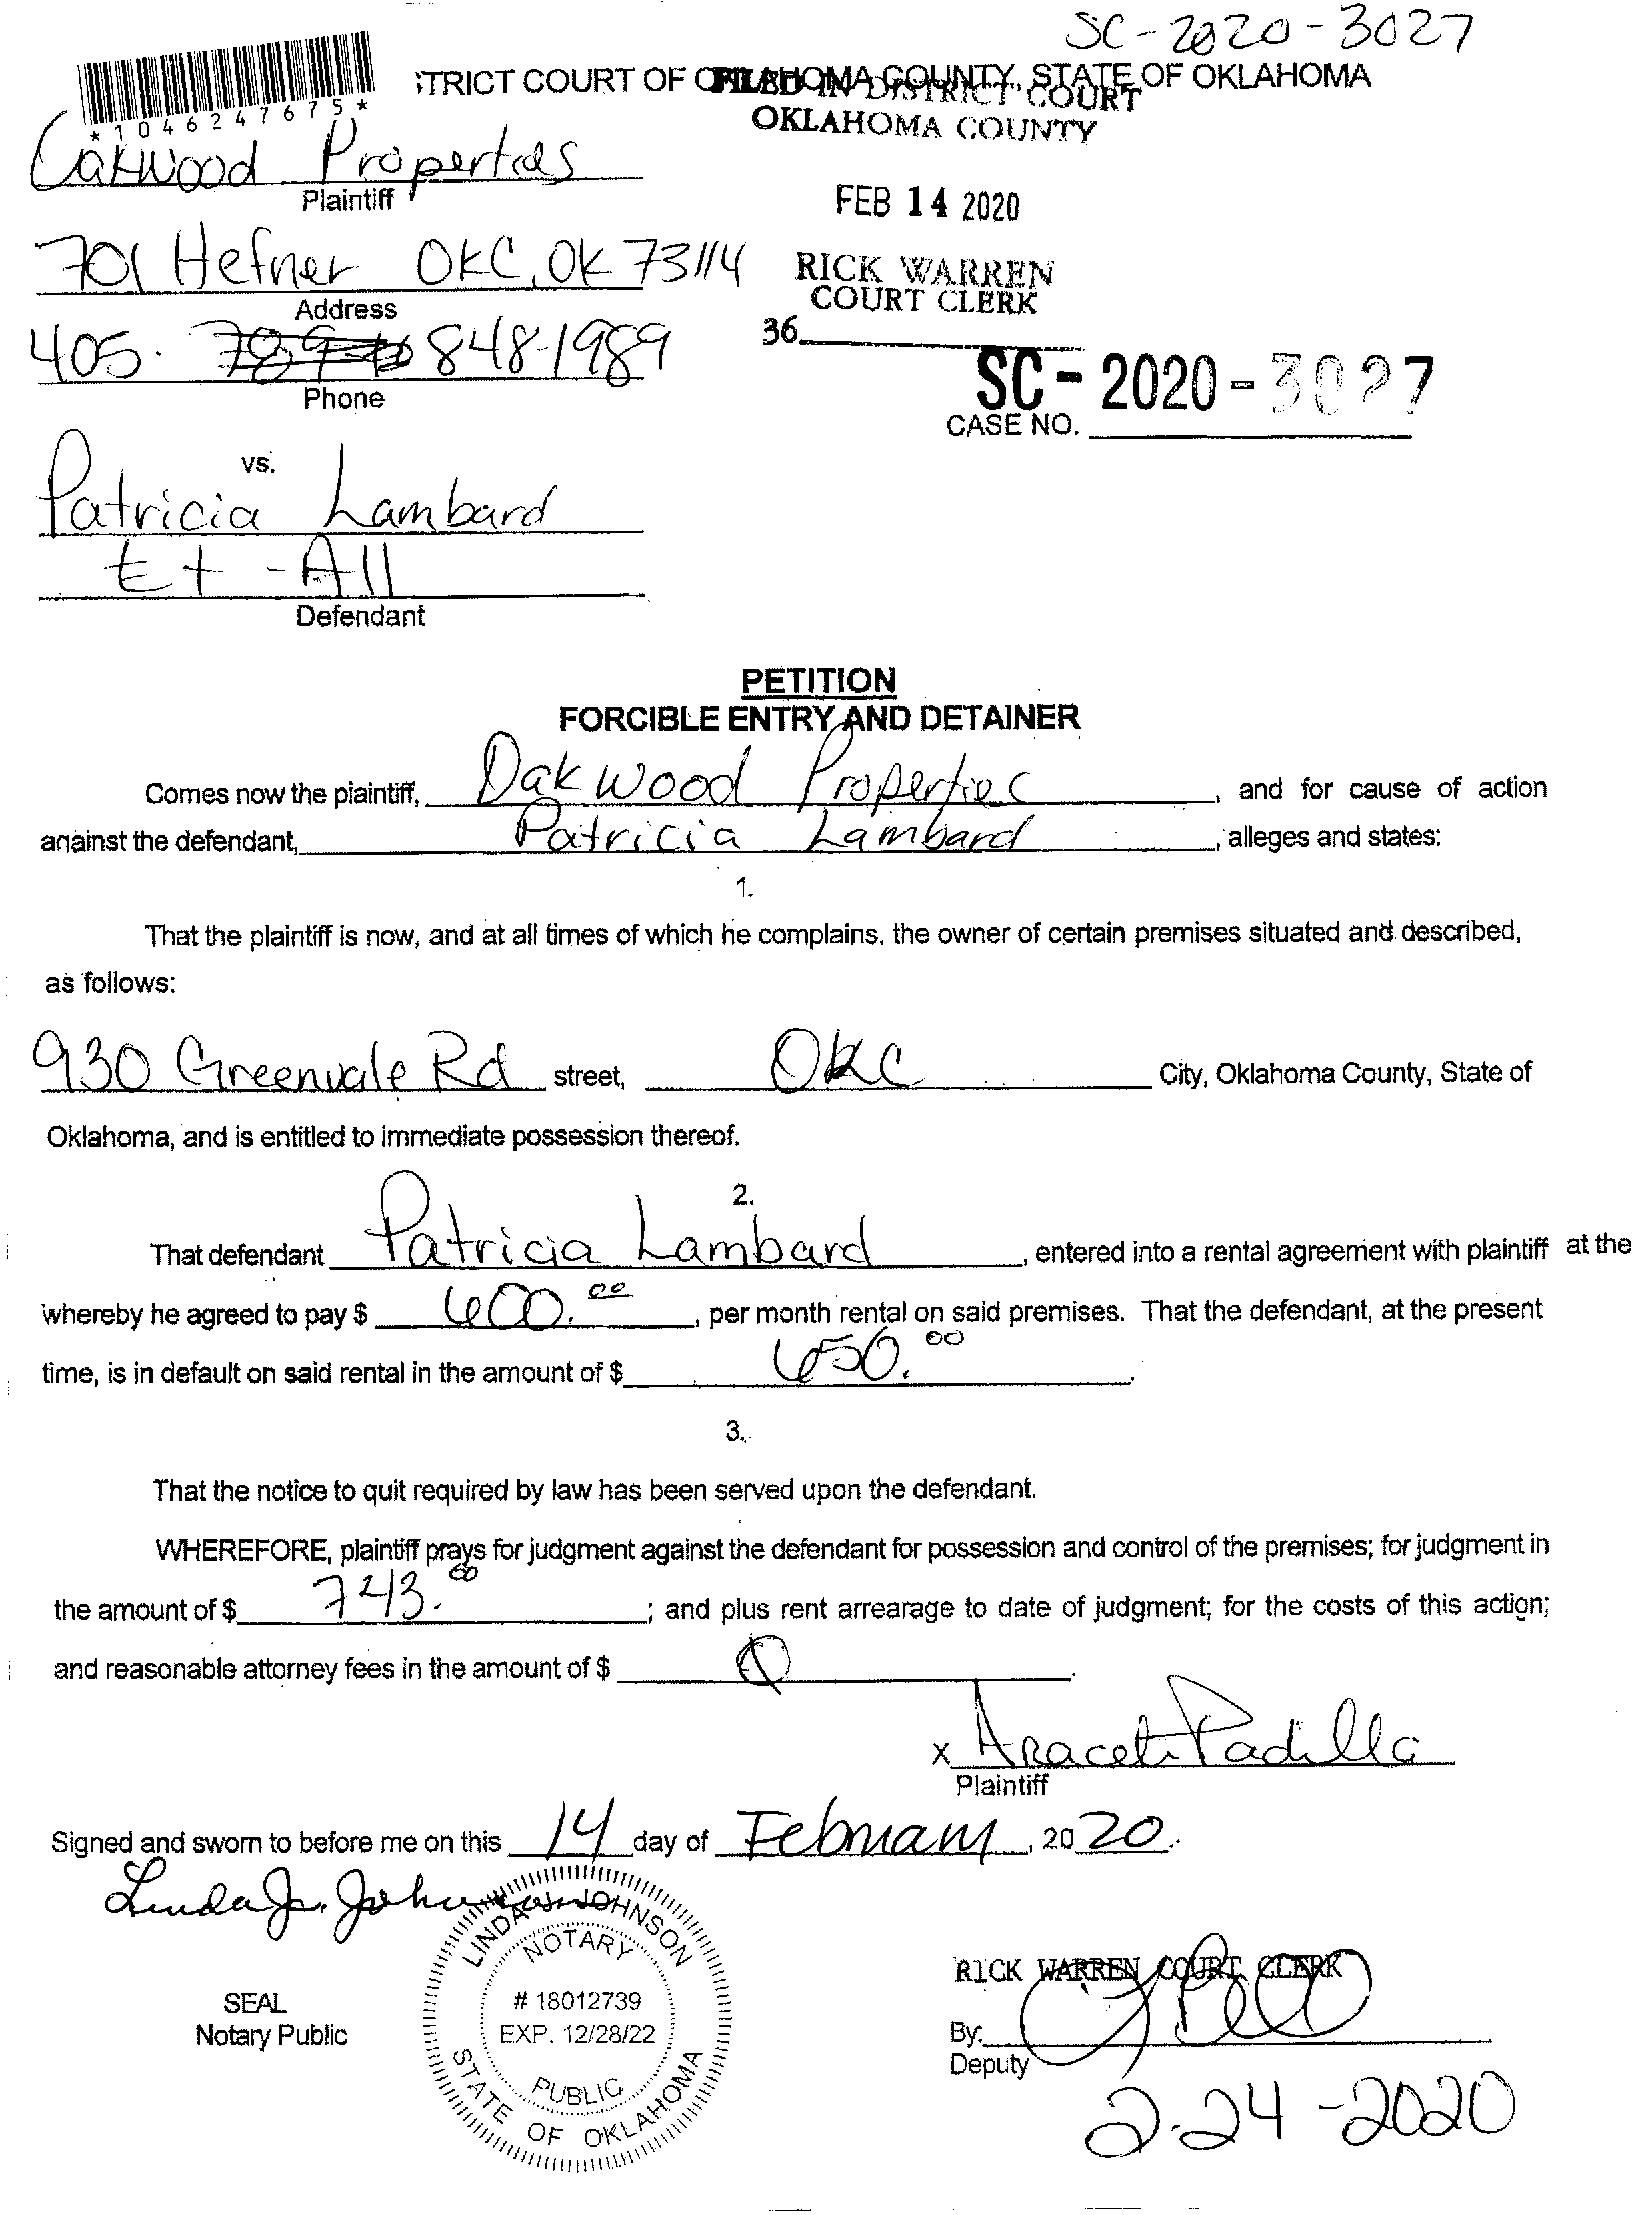 SC-2020-3027
*1046247675*
TRICT COURT OF OKLAHOMA COUNTY, STATE OF OKLAHOMA
FILED IN DISTRICT COURT
OKLAHOMA COUNTY
Oakwood Properties
Plaintiff
FEB 14 2020
701 Hefner OKC, OK 73114
Address
RICK WARREN
COURT CLERK
36
405. 848-1989
Phone
SC-2020-3027
CASE NO.
vs.
Patricia Lambard
Et-All
Defendant
PETITION
FORCIBLE ENTRY AND DETAINER
Comes now the plaintiff, Oakwood Properties, and for cause of action
against the defendant, Patricia Lambard, alleges and states:
1.
That the plaintiff is now, and at all times of which he complains, the owner of certain premises situated and described,
as follows:
930 Greenvale Rd street, OKC City, Oklahoma County, State of
Oklahoma, and is entitled to immediate possession thereof.
2.
That defendant Patricia Lambard, entered into a rental agreement with plaintiff at the
whereby he agreed to pay $ 600.00, per month rental on said premises. That the defendant, at the present
time, is in default on said rental in the amount of $ 650.00.
3.
That the notice to quit required by law has been served upon the defendant.
WHEREFORE, plaintiff prays for judgment against the defendant for possession and control of the premises; for judgment in
the amount of $ 743.00; and plus rent arrearage to date of judgment; for the costs of this action;
and reasonable attorney fees in the amount of $ 0.
X Araceli Padilla
Plaintiff
Signed and sworn to before me on this 14 day of February, 2020.
Linda J. Johnson
LINDA J. JOHNSON
NOTARY
# 18012739
EXP. 12/28/22
PUBLIC
STATE OF OKLAHOMA
SEAL
Notary Public
RICK WARREN COURT CLERK
By:
Deputy
2-24-2020